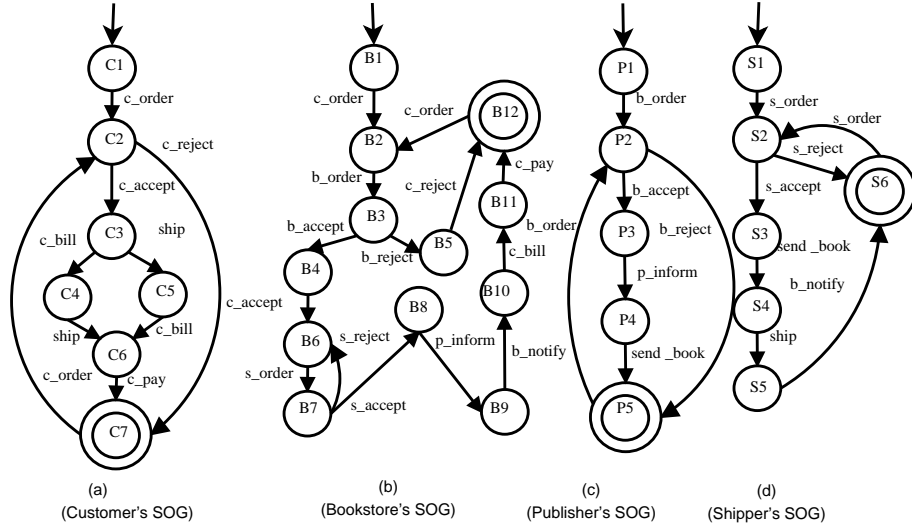 C1
c_order
C2
c_reject
c_accept
C3
c_bill
ship
C4
C5
ship
c_bill
C6
c_order
c_pay
C7
(a)
(Customer's SOG)
B1
c_order
c_order
B12
B2
b_order
c_reject
c_pay
B3
b_accept
b_reject
B5
B11
b_order
c_bill
B4
c_accept
B8
B10
B6
s_reject
p_inform
b_notify
s_order
B7
s_accept
B9
(b)
(Bookstore's SOG)
P1
b_order
P2
b_accept
P3
b_reject
p_inform
P4
send _book
P5
(c)
(Publisher's SOG)
S1
s_order
s_order
S2
s_reject
S6
s_accept
S3
send _book
b_notify
S4
ship
S5
(d)
(Shipper's SOG)